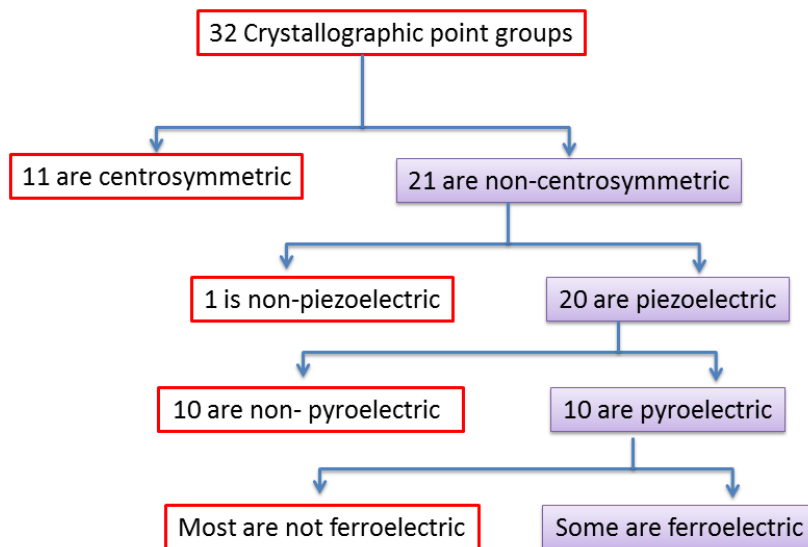 32 Crystallographic point groups
11 are centrosymmetric
21 are non-centrosymmetric
1 is non-piezoelectric
20 are piezoelectric
10 are non- pyroelectric
10 are pyroelectric
Most are not ferroelectric
Some are ferroelectric